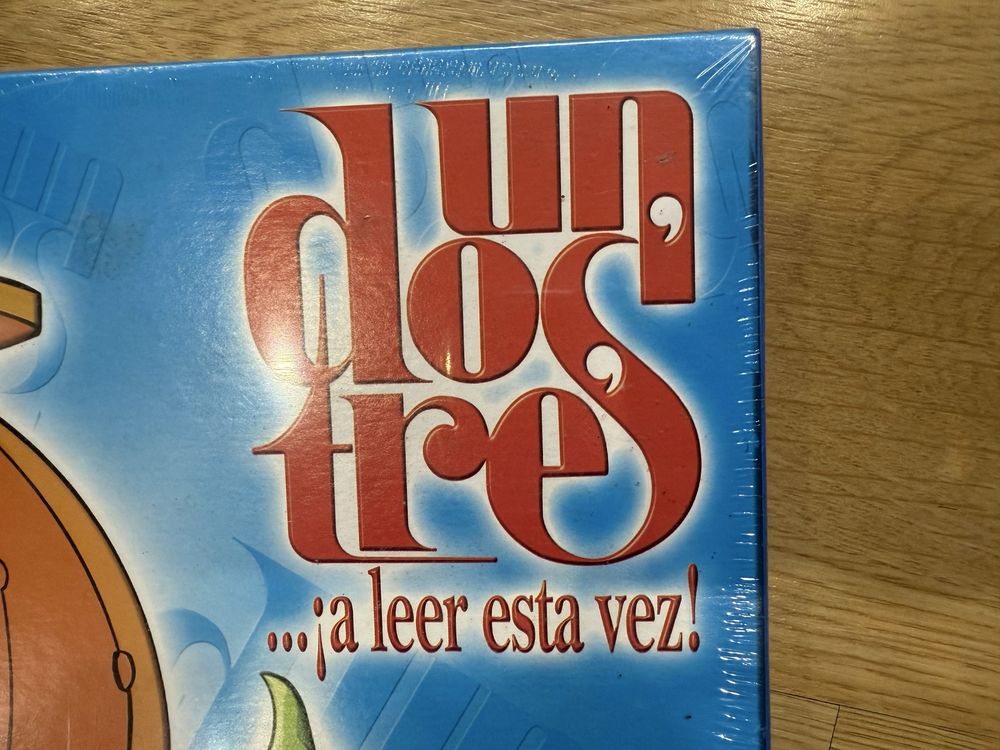 un,
dos,
tres
...¡a leer esta vez!